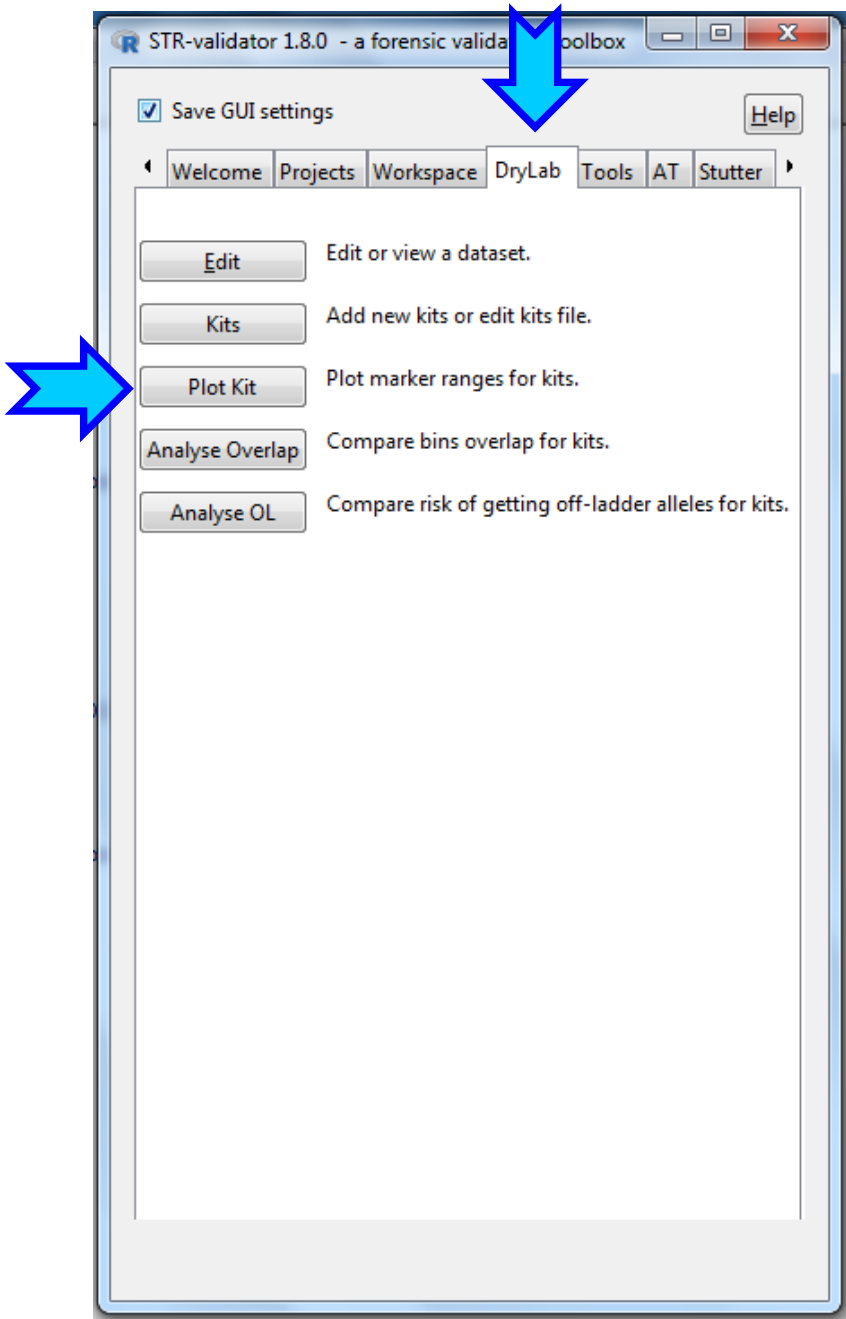 STR-validator 1.8.0 - a forensic valida oolbox
Save GUI settings
Help
Welcome Projects Workspace DryLab Tools AT Stutter
Edit Edit or view a dataset.
Kits Add new kits or edit kits file.
Plot Kit Plot marker ranges for kits.
Analyse Overlap Compare bins overlap for kits.
Analyse OL Compare risk of getting off-ladder alleles for kits.